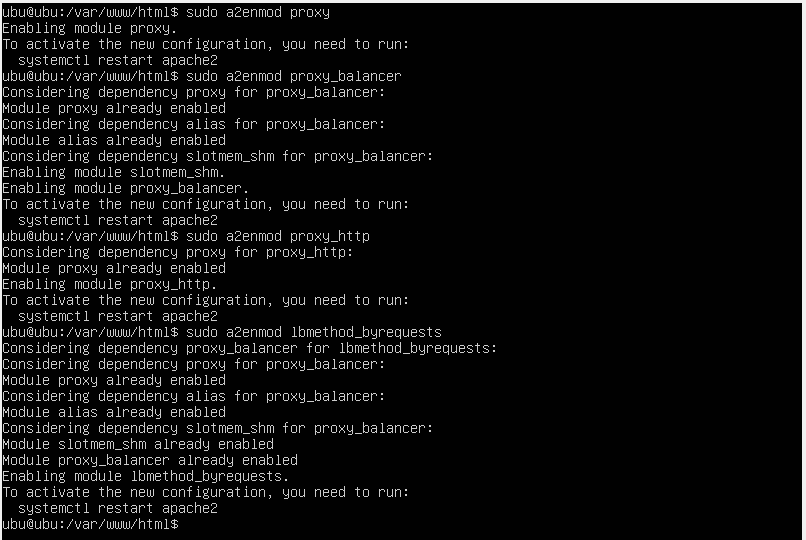 ubu@ubu:/var/www/html$ sudo a2enmod proxy
Enabling module proxy.
To activate the new configuration, you need to run:
  systemctl restart apache2
ubu@ubu:/var/www/html$ sudo a2enmod proxy_balancer
Considering dependency proxy for proxy_balancer:
Module proxy already enabled
Considering dependency alias for proxy_balancer:
Module alias already enabled
Considering dependency slotmem_shm for proxy_balancer:
Enabling module slotmem_shm.
Enabling module proxy_balancer.
To activate the new configuration, you need to run:
  systemctl restart apache2
ubu@ubu:/var/www/html$ sudo a2enmod proxy_http
Considering dependency proxy for proxy_http:
Module proxy already enabled
Enabling module proxy_http.
To activate the new configuration, you need to run:
  systemctl restart apache2
ubu@ubu:/var/www/html$ sudo a2enmod lbmethod_byrequests
Considering dependency proxy_balancer for lbmethod_byrequests:
Considering dependency proxy for proxy_balancer:
Module proxy already enabled
Considering dependency alias for proxy_balancer:
Module alias already enabled
Considering dependency slotmem_shm for proxy_balancer:
Module slotmem_shm already enabled
Module proxy_balancer already enabled
Enabling module lbmethod_byrequests.
To activate the new configuration, you need to run:
  systemctl restart apache2
ubu@ubu:/var/www/html$